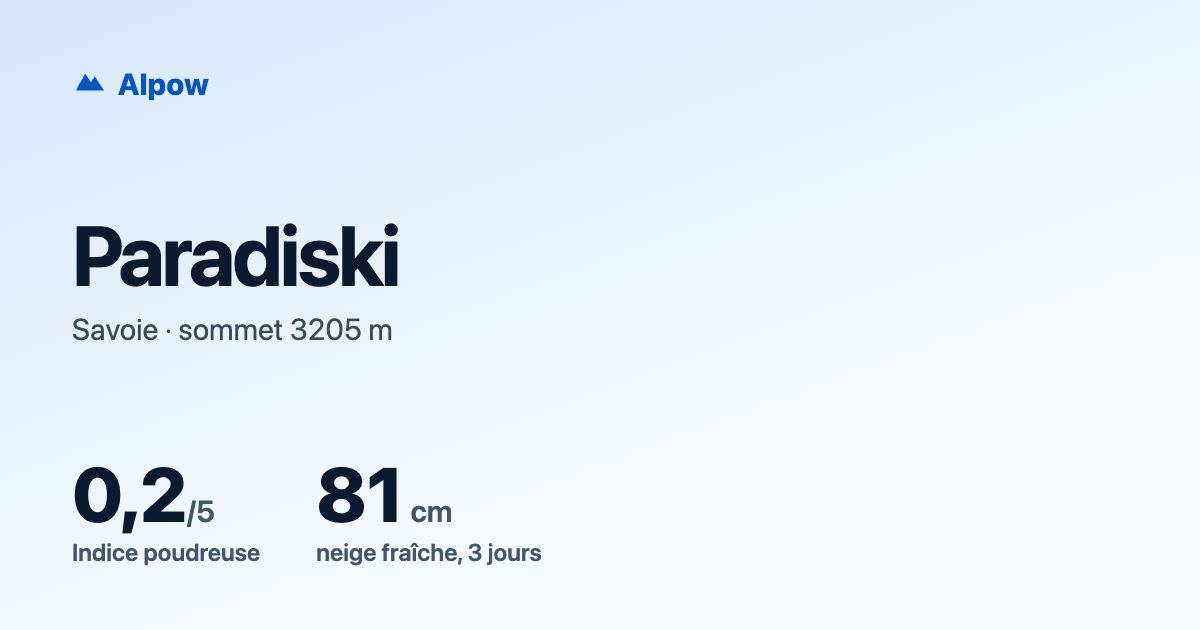 Alpow
Paradiski
Savoie · sommet 3205 m
0,2/5
Indice poudreuse
81 cm
neige fraîche, 3 jours